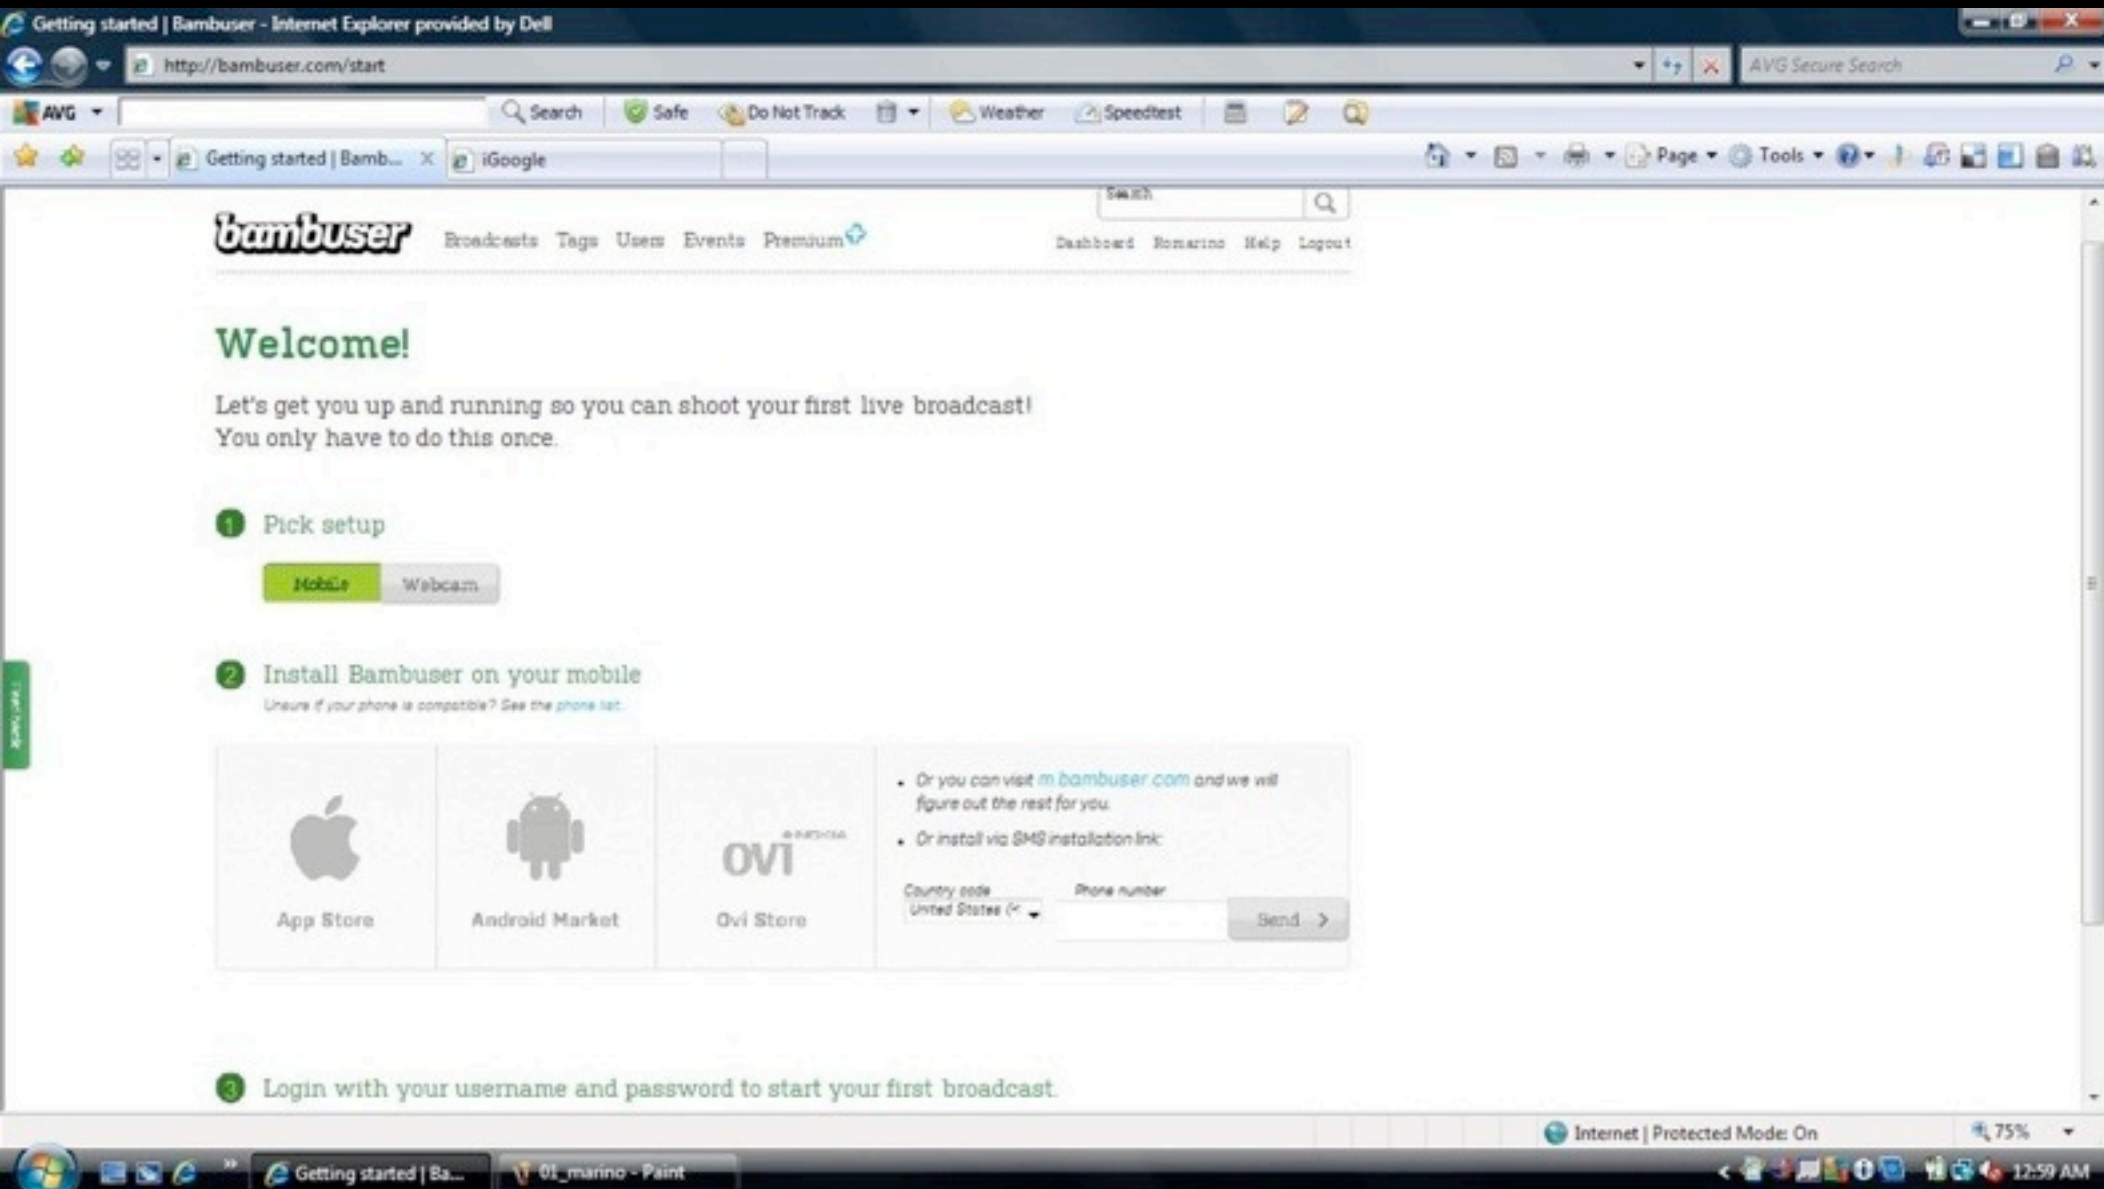 Getting started | Bambuser - Internet Explorer provided by Dell
http://bambuser.com/start
AVG Secure Search
AVG
Search
Safe
Do Not Track
Weather
Speedtest
Getting started | Bamb...
iGoogle
Page
Tools
Search
bambuser
Broadcasts Tags Users Events Premium
Dashboard Romarino Help Logout
Welcome!
Let's get you up and running so you can shoot your first live broadcast!
You only have to do this once.
1 Pick setup
Mobile Webcam
2 Install Bambuser on your mobile
Unsure if your phone is compatible? See the phone list.
• Or you can visit m.bambuser.com and we will
figure out the rest for you.
• Or install via SMS installation link:
NOKIA
ovi
Country code Phone number
United States (+
Send
App Store
Android Market
Ovi Store
Feedback
3 Login with your username and password to start your first broadcast.
Internet | Protected Mode: On
75%
Getting started | Ba...
01_marino - Paint
12:59 AM